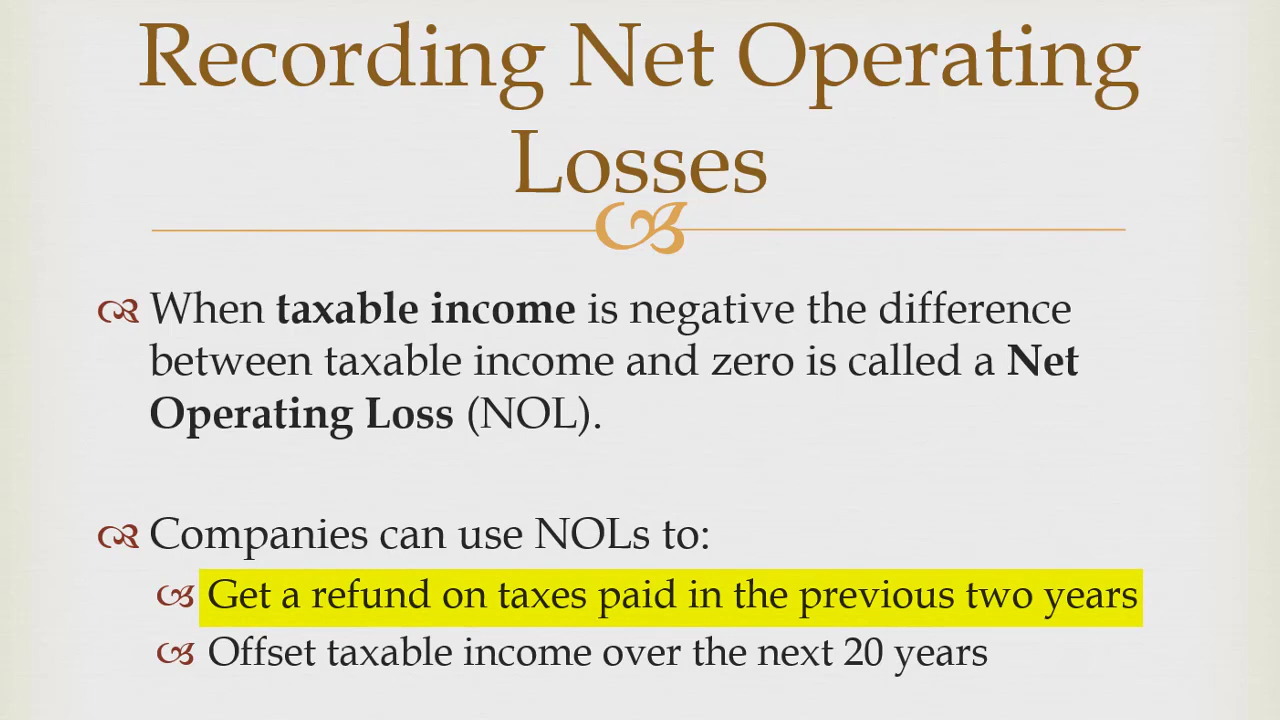 Recording Net Operating
Losses
When taxable income is negative the difference
between taxable income and zero is called a Net
Operating Loss (NOL).
Companies can use NOLs to:
Get a refund on taxes paid in the previous two years
Offset taxable income over the next 20 years